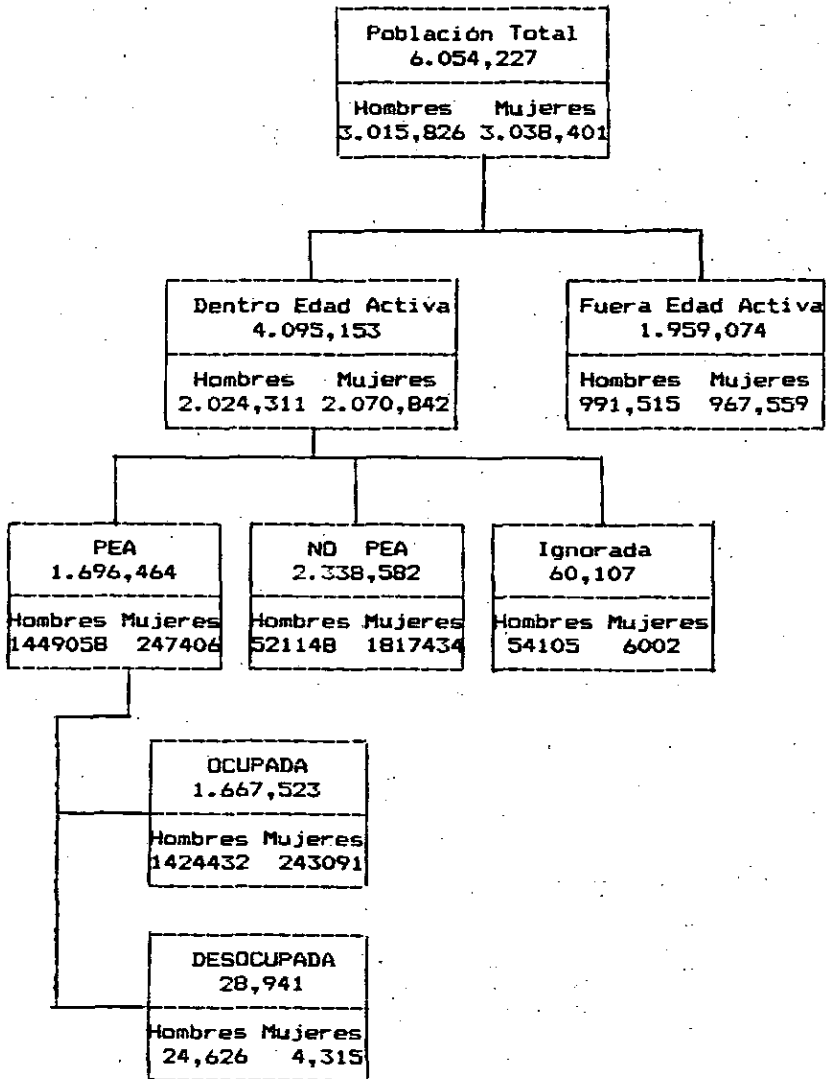 Población Total
6.054,227
Hombres Mujeres
3.015,826 3.038,401
Dentro Edad Activa
4.095,153
Hombres Mujeres
2.024,311 2.070,842
Fuera Edad Activa
1.959,074
Hombres Mujeres
991,515 967,559
PEA
1.696,464
Hombres Mujeres
1449058 247406
NO PEA
2.338,582
Hombres Mujeres
521148 1817434
Ignorada
60,107
Hombres Mujeres
54105 6002
OCUPADA
1.667,523
Hombres Mujeres
1424432 243091
DESOCUPADA
28,941
Hombres Mujeres
24,626 4,315